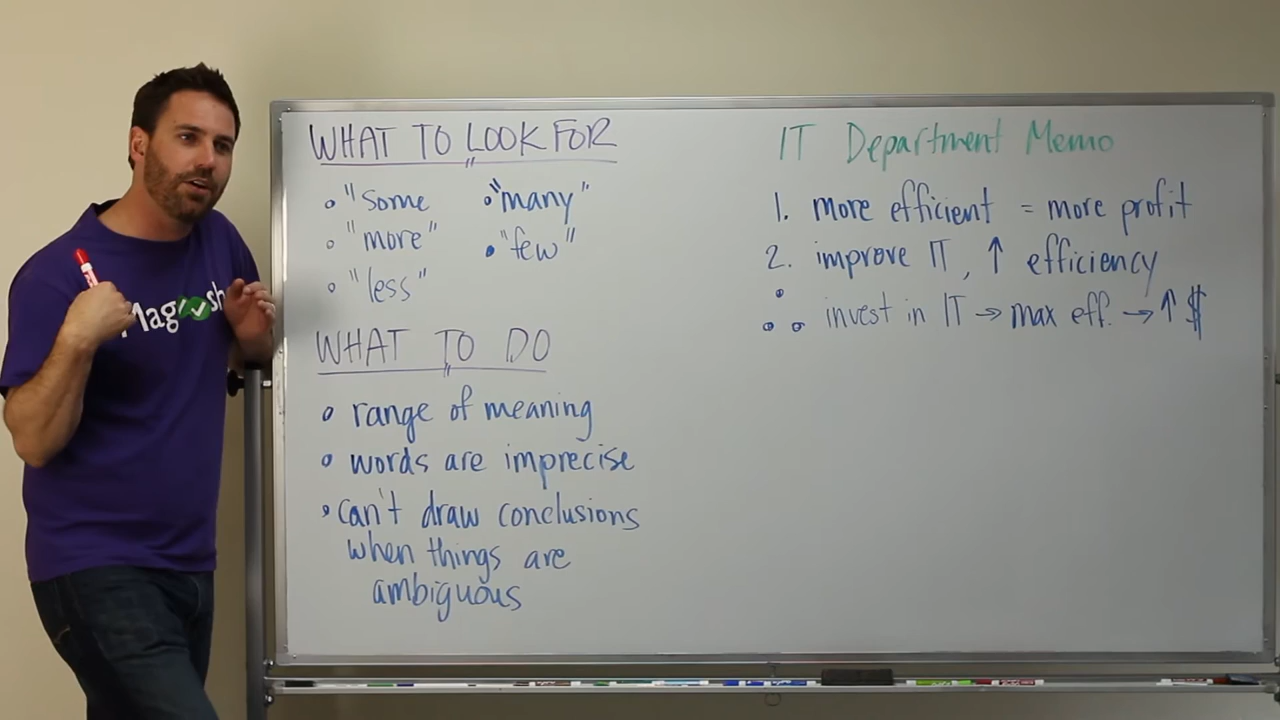 Magoosh
WHAT TO LOOK FOR
• "some
• "more"
• "less"
• "many"
• "few"
WHAT TO DO
• range of meaning
• words are imprecise
• can't draw conclusions
when things are
ambiguous
IT Department Memo
1. more efficient = more profit
2. improve IT, ↑ efficiency
∴ invest in IT → max eff. → ↑ $